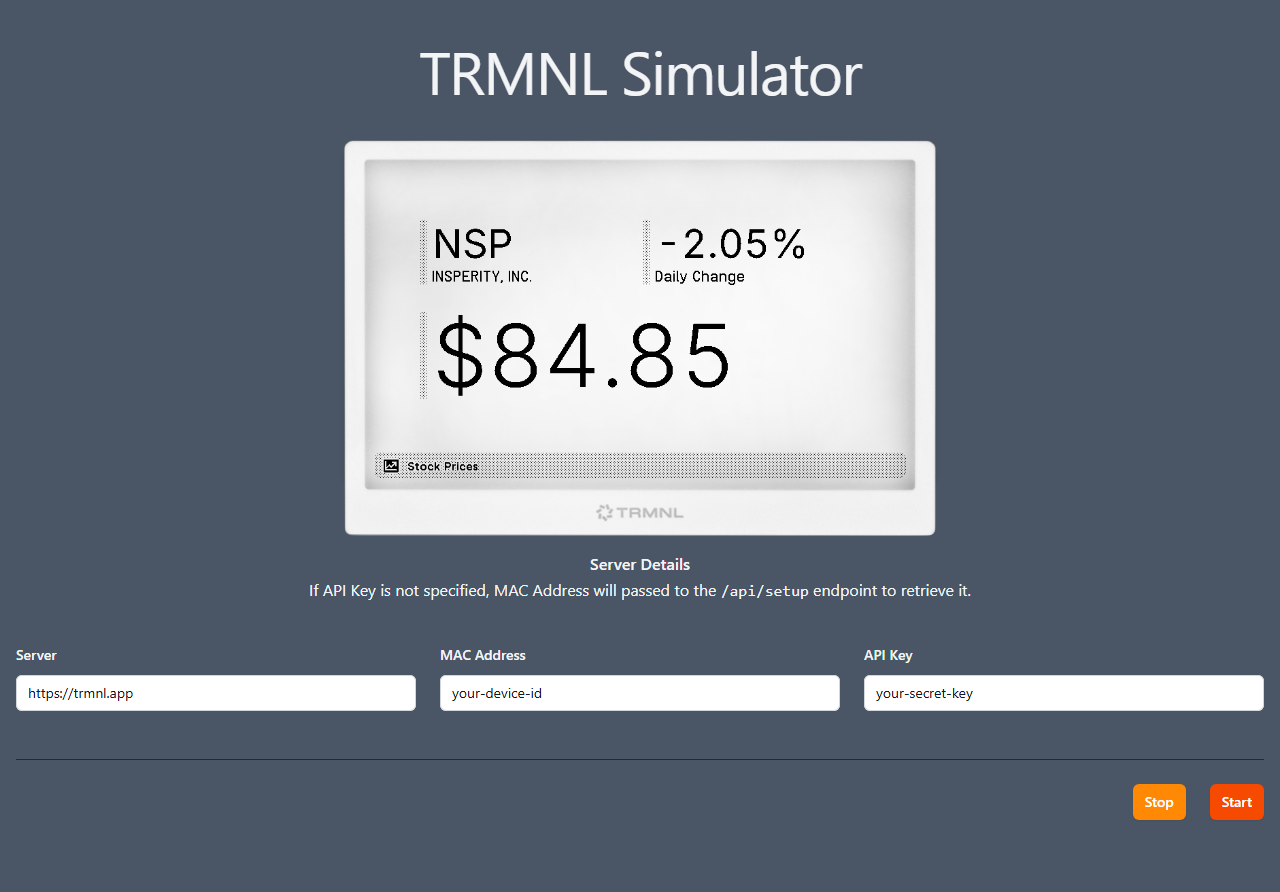 TRMNL Simulator
NSP
INSPERITY, INC.
-2.05%
Daily Change
$84.85
Stock Prices
TRMNL
Server Details
If API Key is not specified, MAC Address will passed to the /api/setup endpoint to retrieve it.
Server
https://trmnl.app
MAC Address
your-device-id
API Key
your-secret-key
Stop
Start